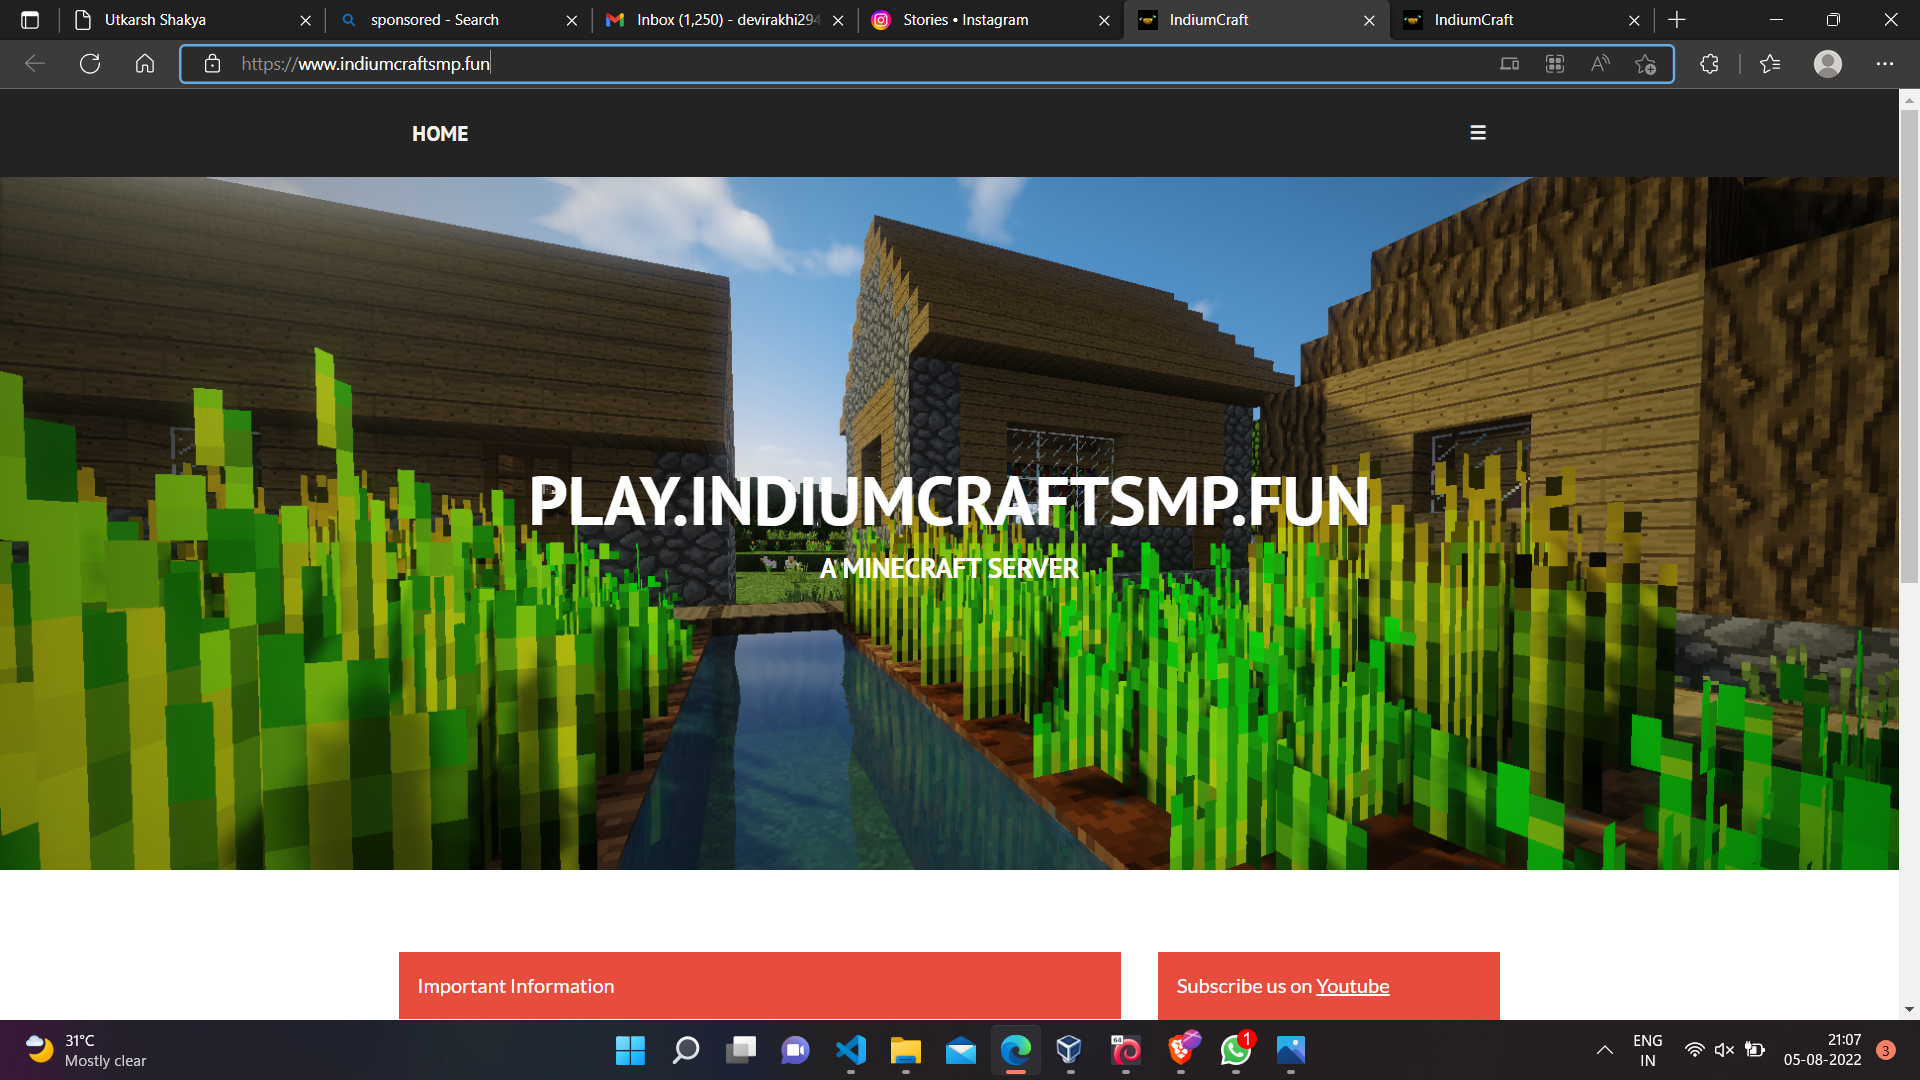 Utkarsh Shakya
sponsored - Search
Inbox (1,250) - devirakhi294
Stories • Instagram
IndiumCraft
IndiumCraft
https://www.indiumcraftsmp.fun
HOME
PLAY.INDIUMCRAFTSMP.FUN
A MINECRAFT SERVER
Important Information
Subscribe us on Youtube
31°C
Mostly clear
64
1
ENG
IN
21:07
05-08-2022
3